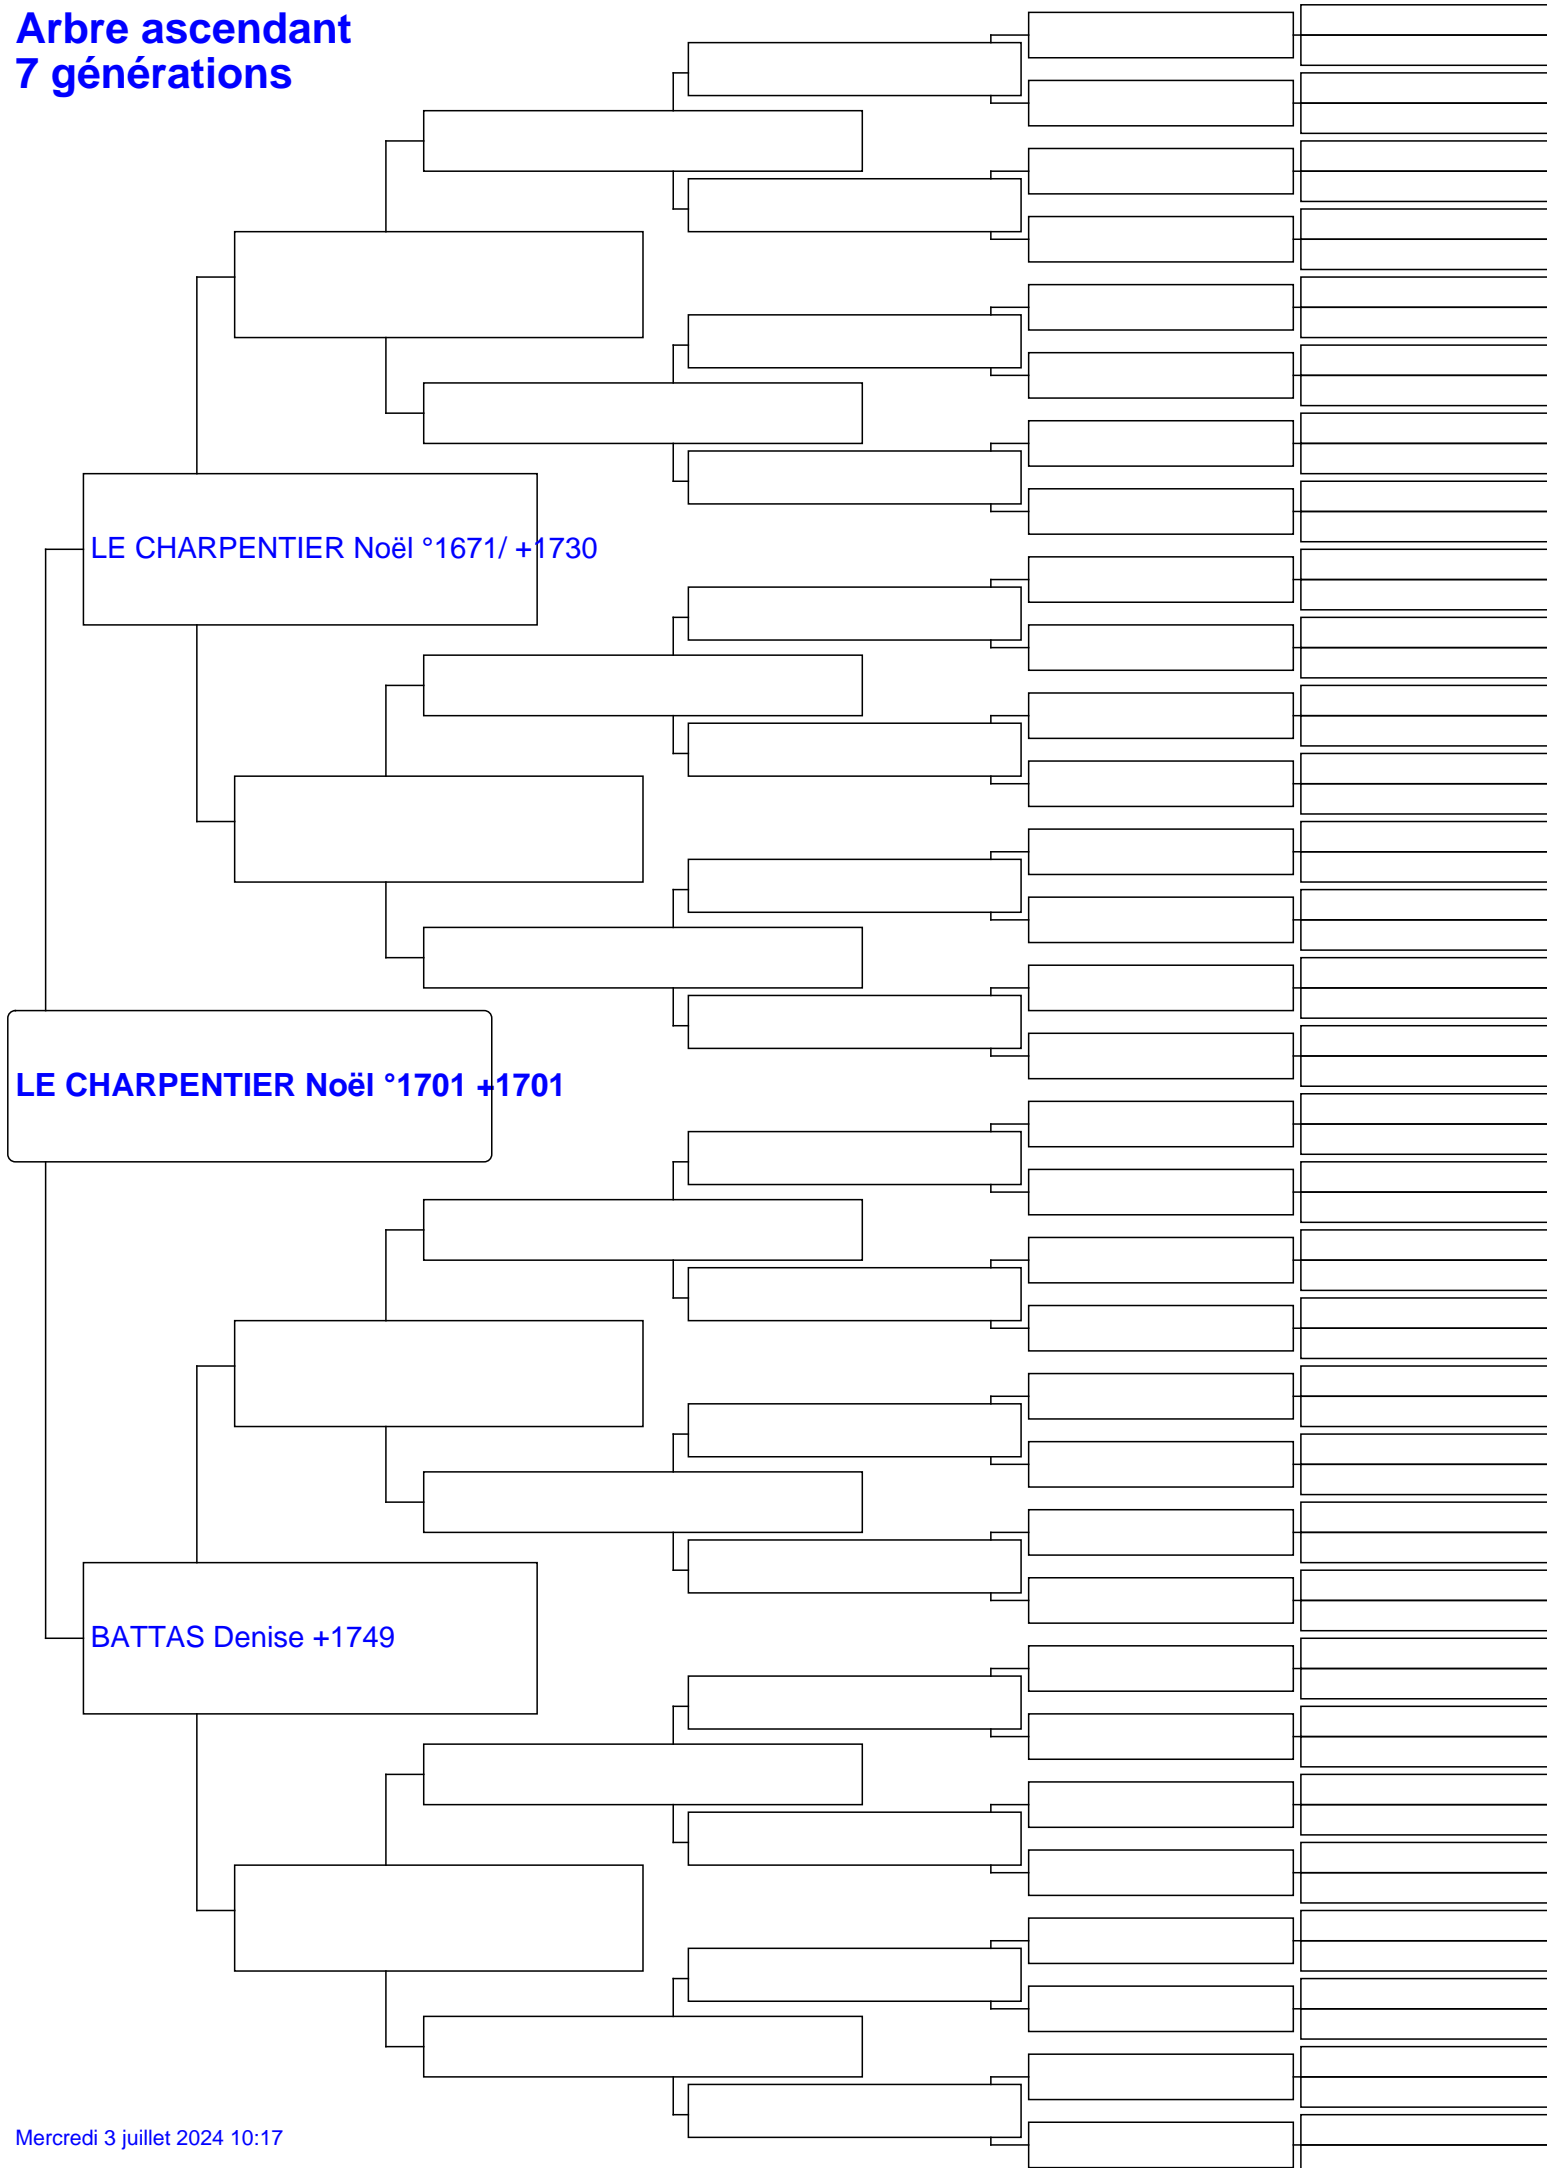 Arbre ascendant
7 générations
LE CHARPENTIER Noël °1671/ +1730
LE CHARPENTIER Noël °1701 +1701
BATTAS Denise +1749
Mercredi 3 juillet 2024 10:17